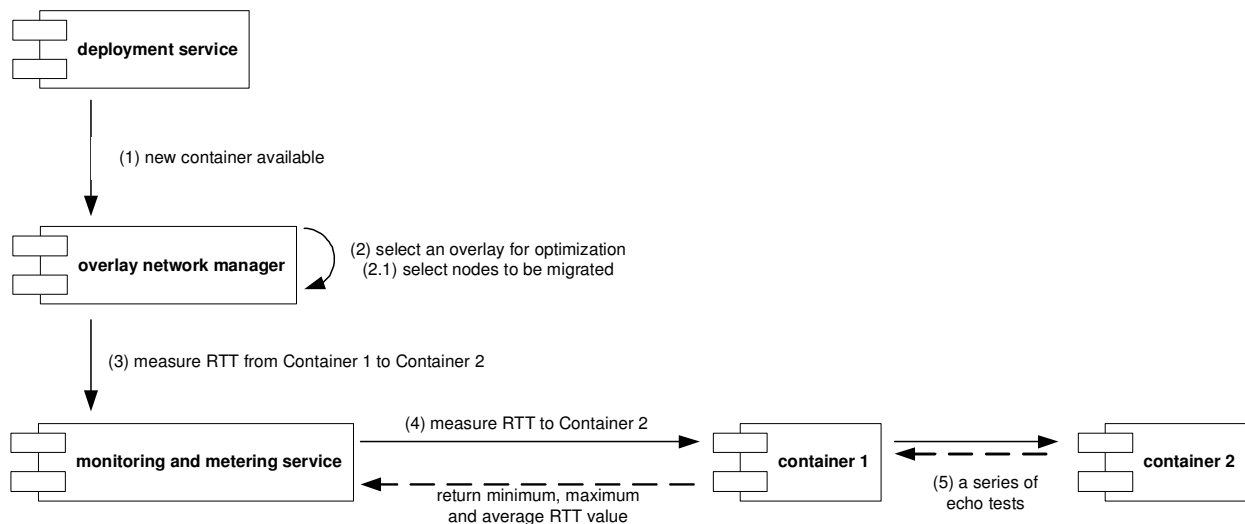 deployment service
(1) new container available
overlay network manager
(2) select an overlay for optimization
(2.1) select nodes to be migrated
(3) measure RTT from Container 1 to Container 2
monitoring and metering service
(4) measure RTT to Container 2
return minimum, maximum
and average RTT value
container 1
(5) a series of
echo tests
container 2